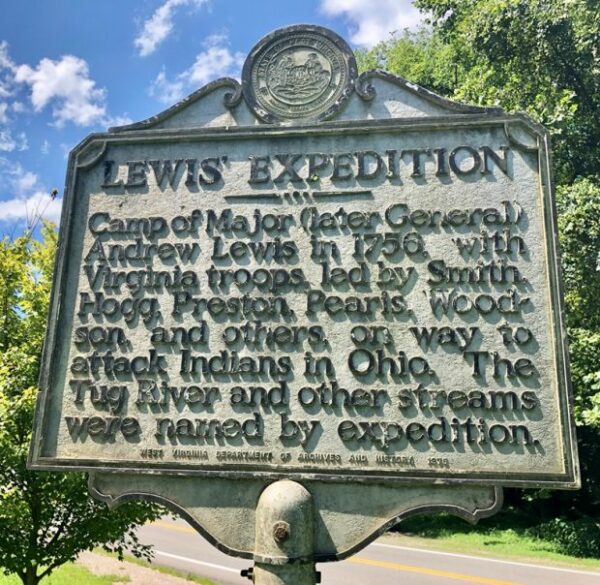 LEWIS' EXPEDITION
Camp of Major (later General)
Andrew Lewis in 1756, with
Virginia troops, led by Smith,
Hogg, Preston, Pearis, Wood-
son, and others, on way to
attack Indians in Ohio. The
Tug River and other streams
were named by expedition.
WEST VIRGINIA DEPARTMENT OF ARCHIVES AND HISTORY,